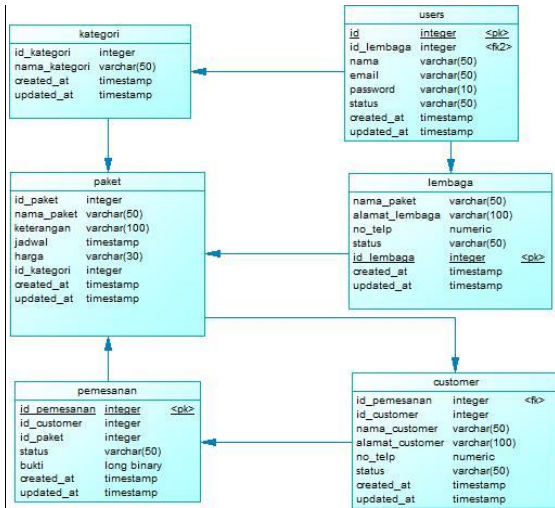 kategori
id_kategori integer
nama_kategori varchar(50)
created_at timestamp
updated_at timestamp
users
id integer <pk>
id_lembaga integer <fk2>
nama varchar(50)
email varchar(50)
password varchar(10)
status varchar(50)
created_at timestamp
updated_at timestamp
paket
id_paket integer
nama_paket varchar(50)
keterangan varchar(100)
jadwal timestamp
harga varchar(30)
id_kategori integer
created_at timestamp
updated_at timestamp
lembaga
nama_paket varchar(50)
alamat_lembaga varchar(100)
no_telp numeric
status varchar(50)
id_lembaga integer <pk>
created_at timestamp
updated_at timestamp
pemesanan
id_pemesanan integer <pk>
id_customer integer
id_paket integer
status varchar(50)
bukti long binary
created_at timestamp
updated_at timestamp
customer
id_pemesanan integer <fk>
id_customer integer
nama_customer varchar(50)
alamat_customer varchar(100)
no_telp numeric
status varchar(50)
created_at timestamp
updated_at timestamp